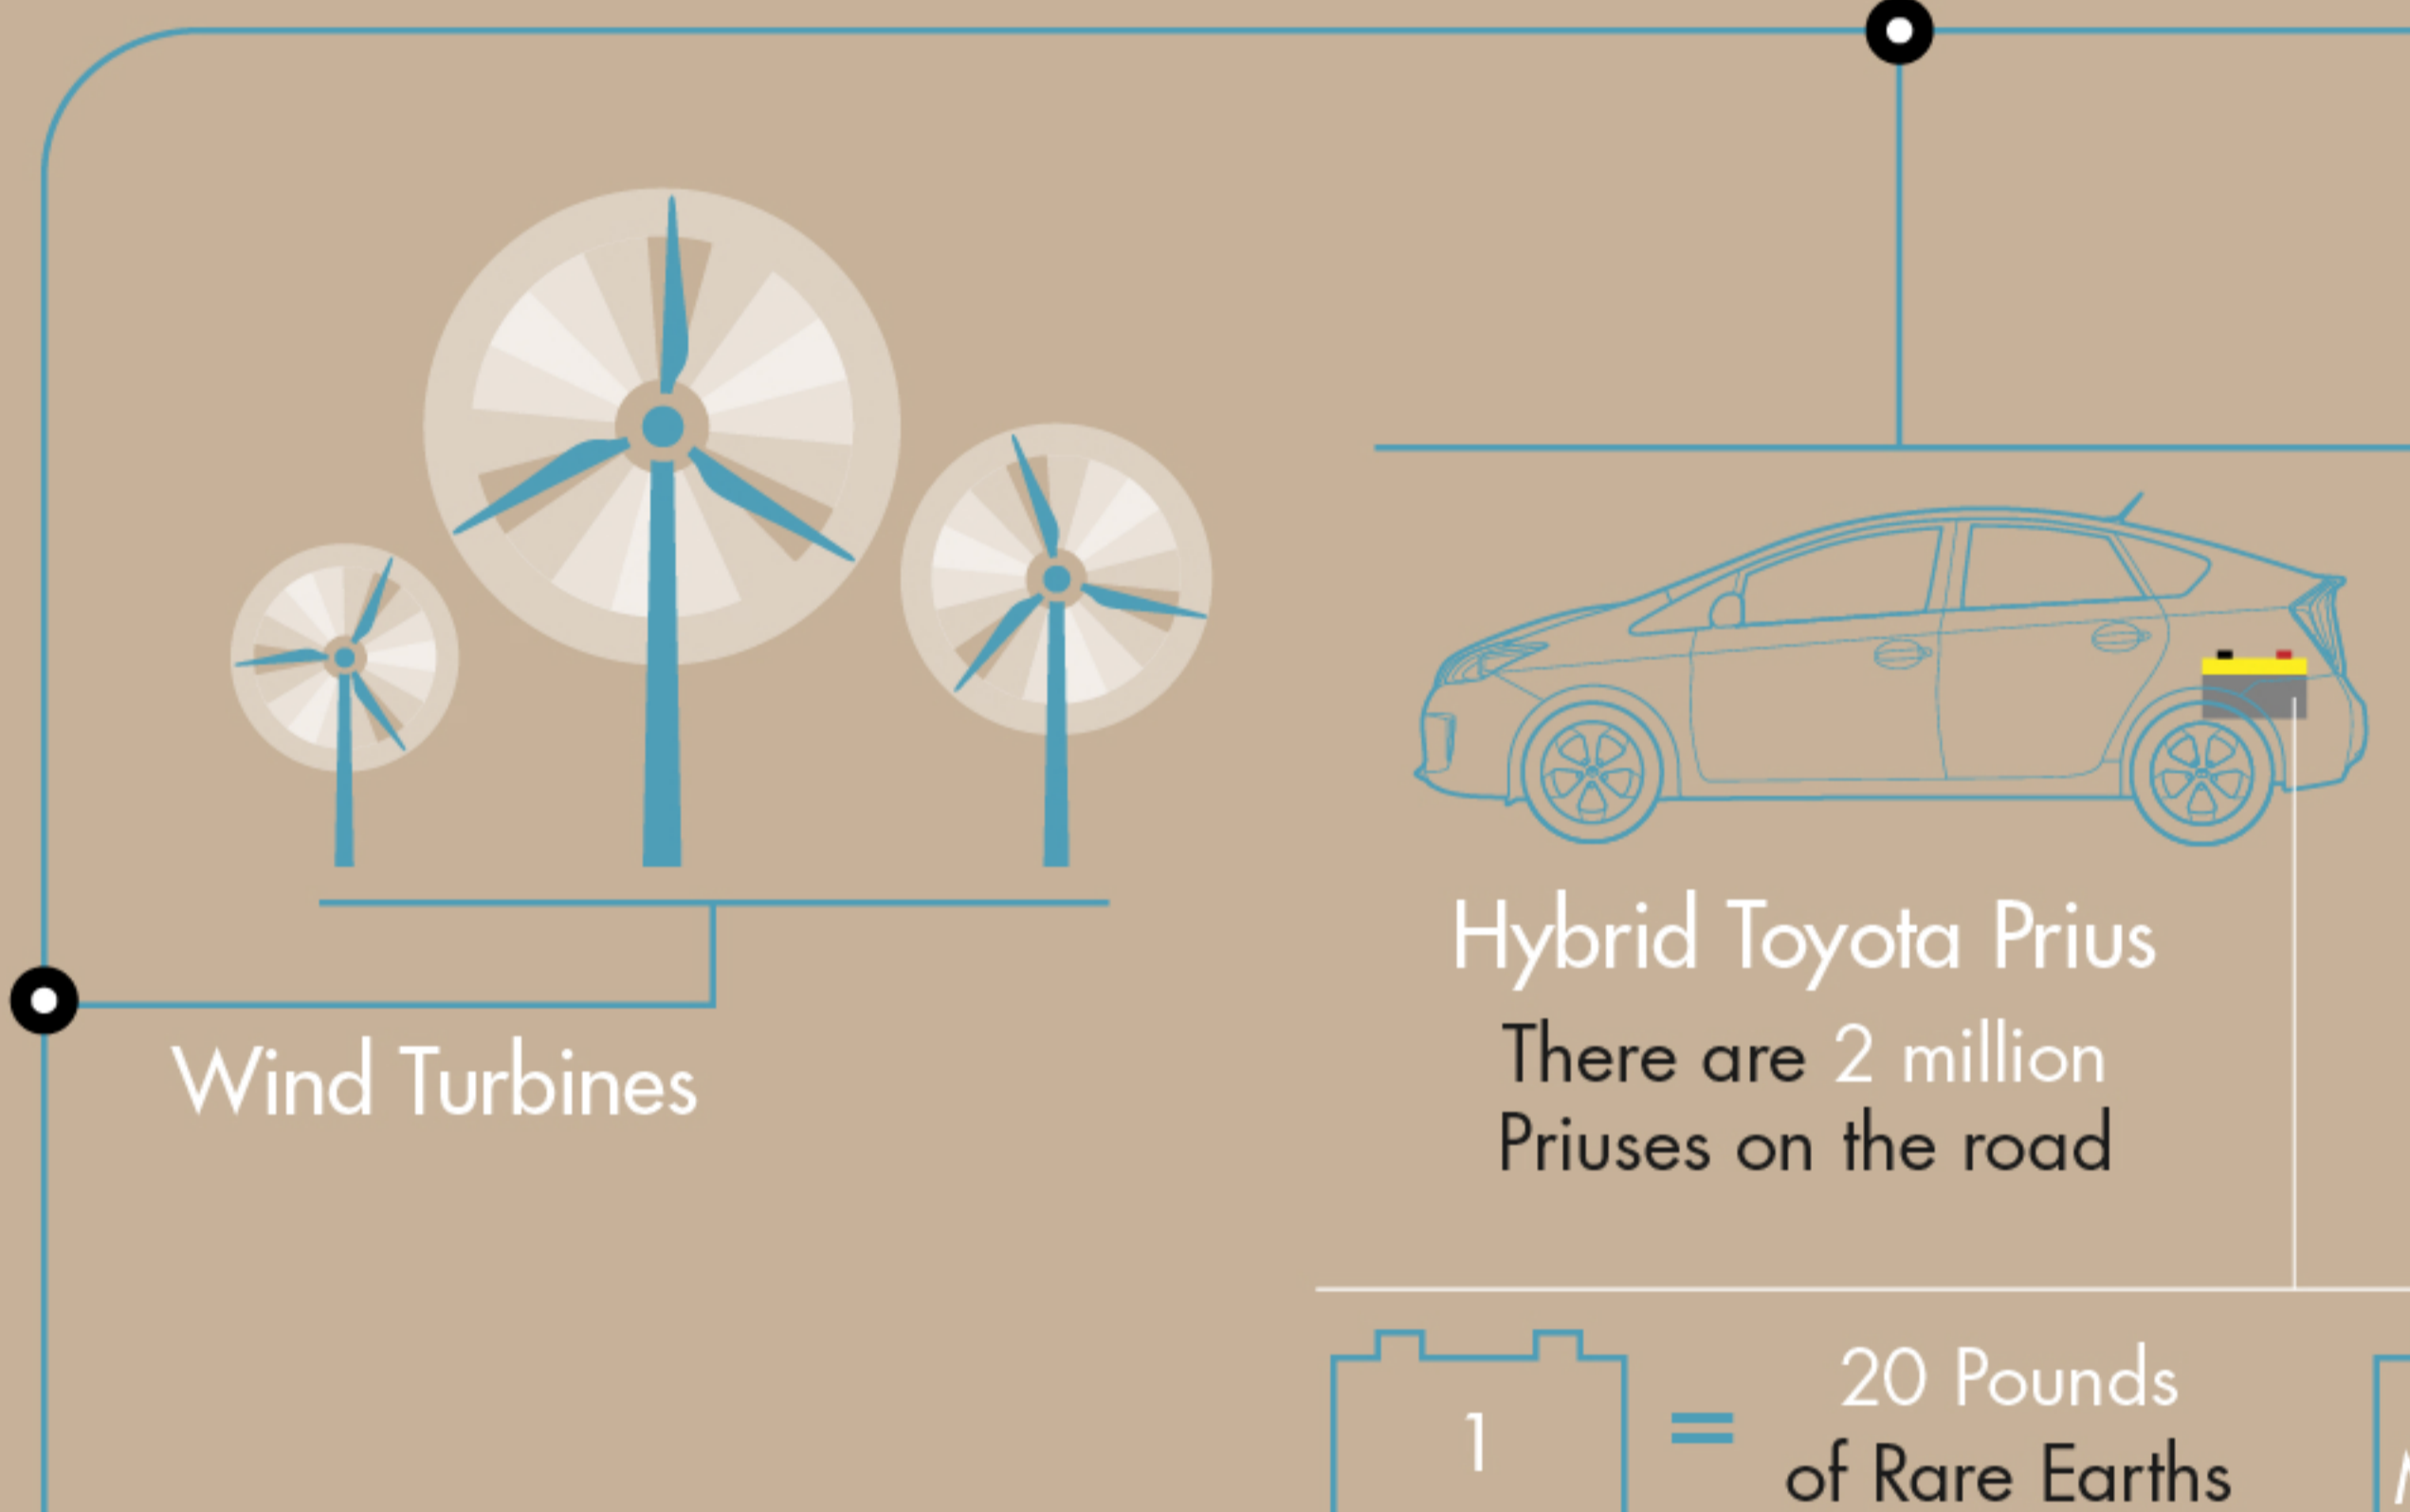 Wind Turbines
Hybrid Toyota Prius
There are 2 million
Priuses on the road
1
=
20 Pounds
of Rare Earths